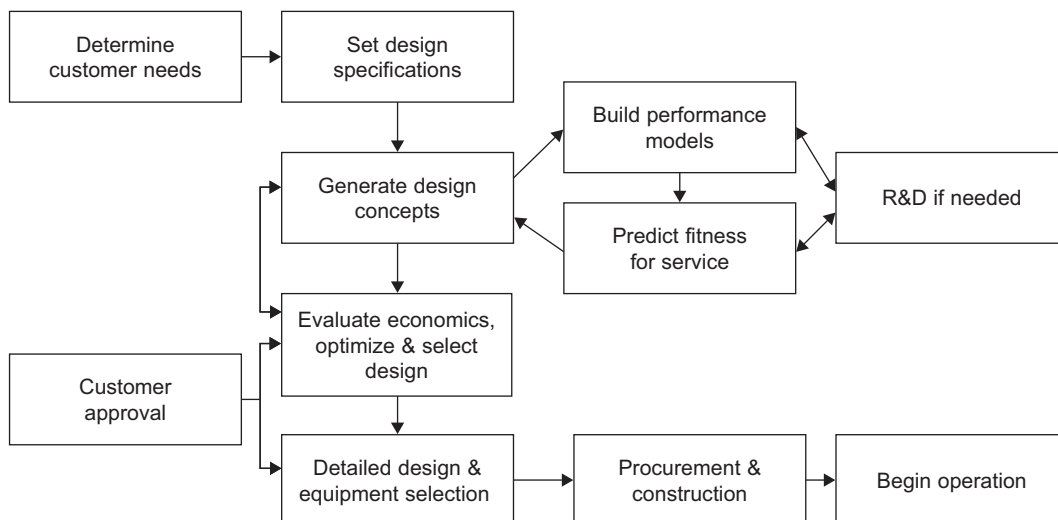 Determine
customer needs
Set design
specifications
Build performance
models
Generate design
concepts
R&D if needed
Predict fitness
for service
Evaluate economics,
optimize & select
design
Customer
approval
Detailed design &
equipment selection
Procurement &
construction
Begin operation